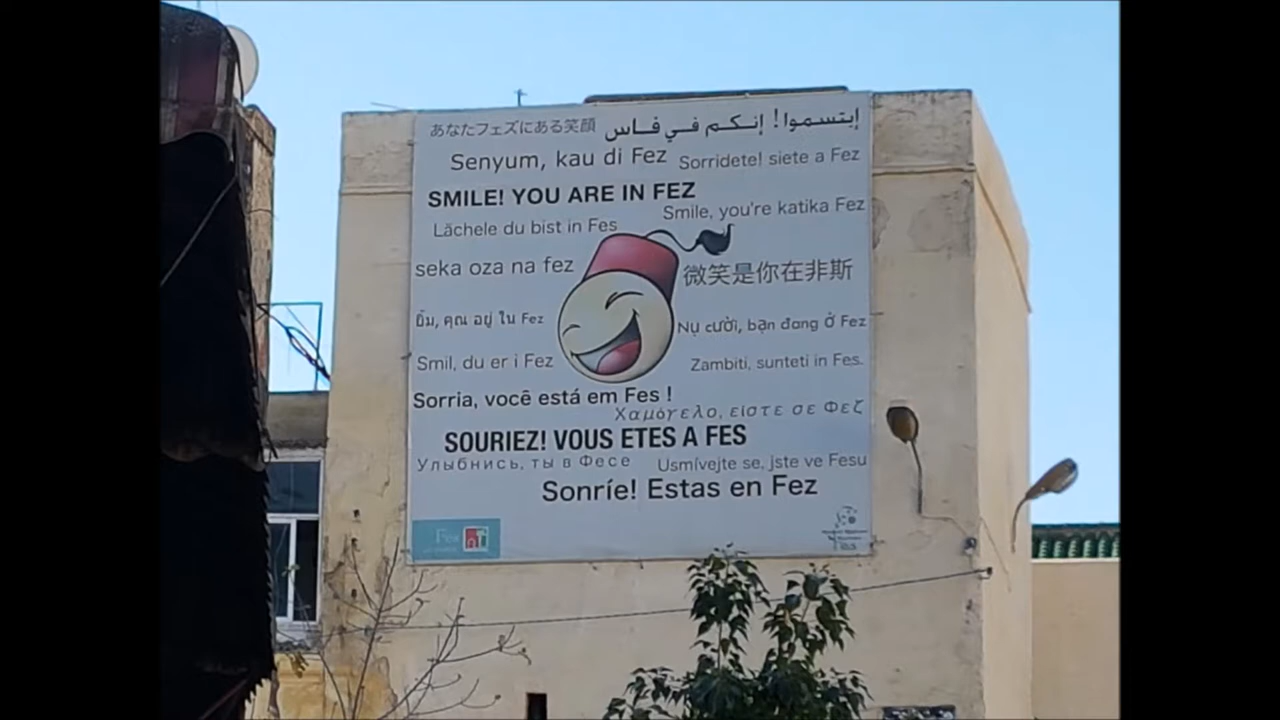 あなたフェズにある笑顔
إبتسموا! إنكم في فاس
Senyum, kau di Fez
Sorridete! siete a Fez
SMILE! YOU ARE IN FEZ
Smile, you're katika Fez
Lächele du bist in Fes
seka oza na fez
微笑是你在非斯
ยิ้ม, คุณ อยู่ ใน Fez
Nụ cười, bạn đang ở Fez
Smil, du er i Fez
Zambiti, sunteti in Fes.
Sorria, você está em Fes !
Χαμόγελο, είστε σε Φεζ
SOURIEZ! VOUS ETES A FES
Улыбнись, ты в Фесе
Usmívejte se, jste ve Fesu
Sonríe! Estas en Fez
Fes